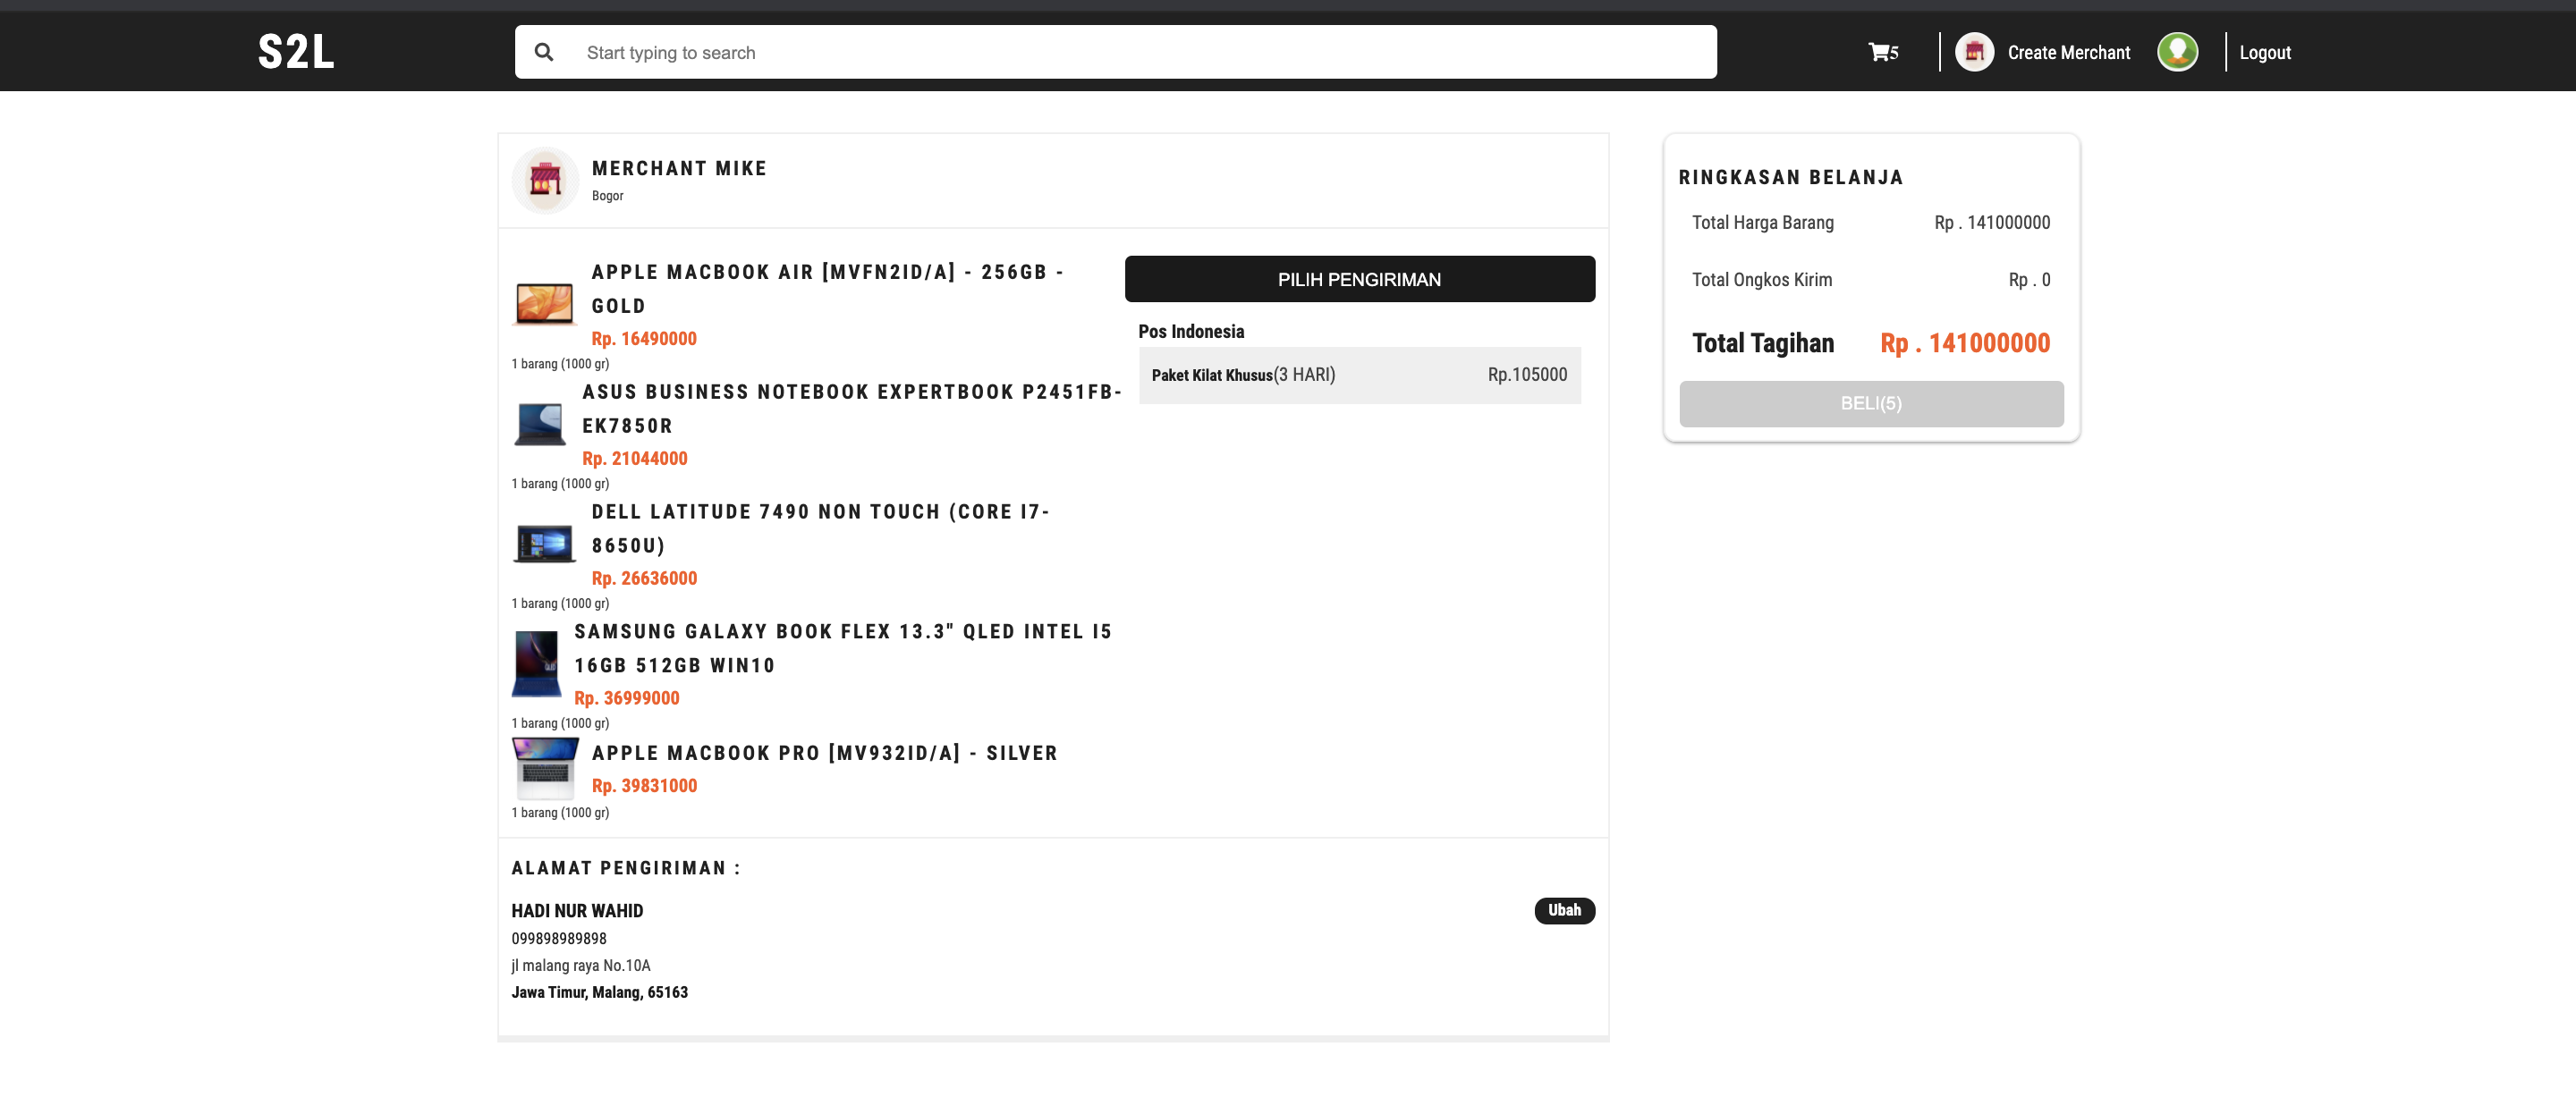 S2L
Start typing to search
5
Create Merchant
Logout
MERCHANT MIKE
Bogor
APPLE MACBOOK AIR [MVFN2ID/A] - 256GB -
GOLD
Rp. 16490000
1 barang (1000 gr)
ASUS BUSINESS NOTEBOOK EXPERTBOOK P2451FB-
EK7850R
Rp. 21044000
1 barang (1000 gr)
DELL LATITUDE 7490 NON TOUCH (CORE I7-
8650U)
Rp. 26636000
1 barang (1000 gr)
SAMSUNG GALAXY BOOK FLEX 13.3" QLED INTEL I5
16GB 512GB WIN10
Rp. 36999000
1 barang (1000 gr)
APPLE MACBOOK PRO [MV932ID/A] - SILVER
Rp. 39831000
1 barang (1000 gr)
PILIH PENGIRIMAN
Pos Indonesia
Paket Kilat Khusus(3 HARI) Rp.105000
ALAMAT PENGIRIMAN :
HADI NUR WAHID
Ubah
099898989898
jl malang raya No.10A
Jawa Timur, Malang, 65163
RINGKASAN BELANJA
Total Harga Barang Rp . 141000000
Total Ongkos Kirim Rp . 0
Total Tagihan Rp . 141000000
BELI(5)